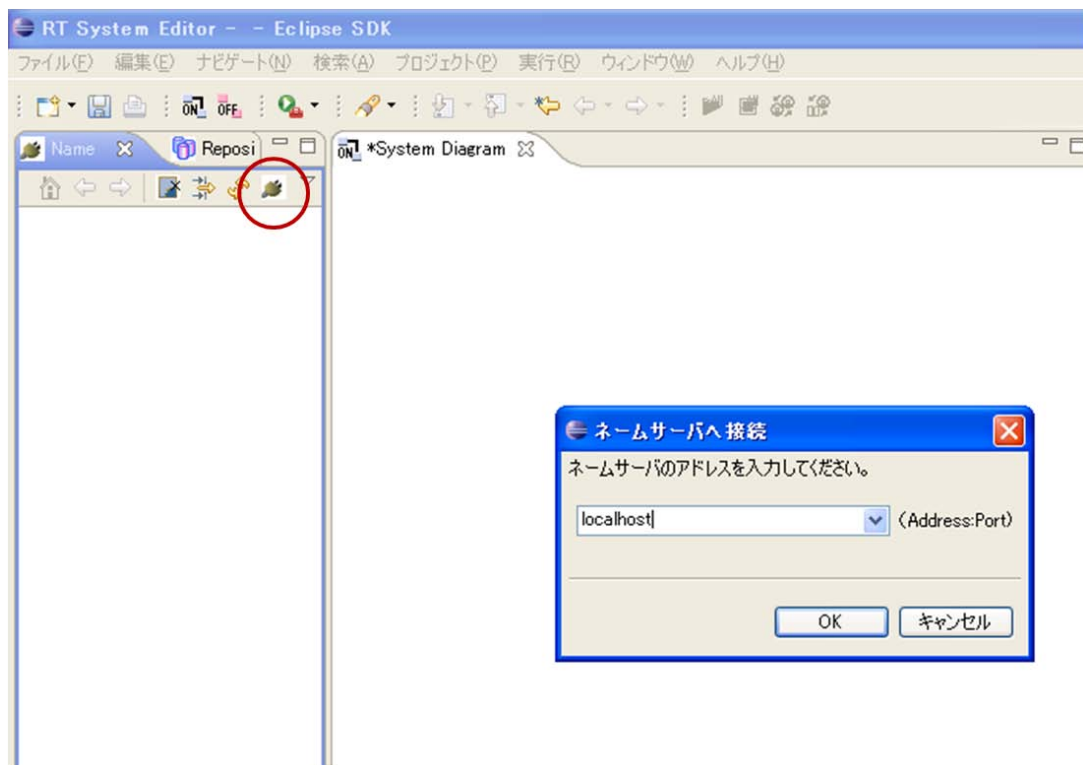 RT System Editor - - Eclipse SDK
ファイル(F) 編集(E) ナビゲート(N) 検索(A) プロジェクト(P) 実行(R) ウィンドウ(W) ヘルプ(H)
ON OFF
Name Reposi
ON *System Diagram
ネームサーバへ接続
ネームサーバのアドレスを入力してください。
localhost (Address:Port)
OK キャンセル